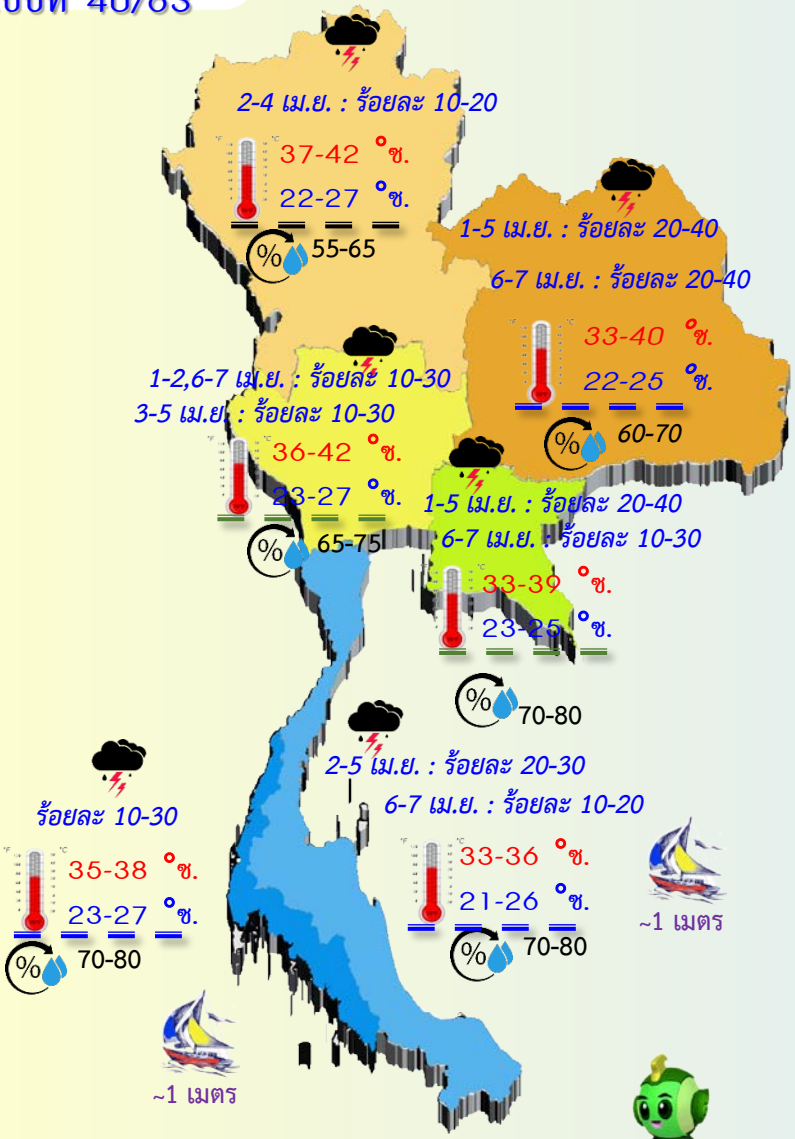 40/63
2-4 เม.ย. : ร้อยละ 10-20
37-42 °ซ.
22-27 °ซ.
% 55-65
1-5 เม.ย. : ร้อยละ 20-40
6-7 เม.ย. : ร้อยละ 20-40
33-40 °ซ.
22-25 °ซ.
% 60-70
1-2,6-7 เม.ย. : ร้อยละ 10-30
3-5 เม.ย. : ร้อยละ 10-30
36-42 °ซ.
23-27 °ซ.
% 65-75
1-5 เม.ย. : ร้อยละ 20-40
6-7 เม.ย. : ร้อยละ 10-30
33-39 °ซ.
23-25 °ซ.
% 70-80
2-5 เม.ย. : ร้อยละ 20-30
6-7 เม.ย. : ร้อยละ 10-20
33-36 °ซ.
21-26 °ซ.
% 70-80
~1 เมตร
ร้อยละ 10-30
35-38 °ซ.
23-27 °ซ.
% 70-80
~1 เมตร